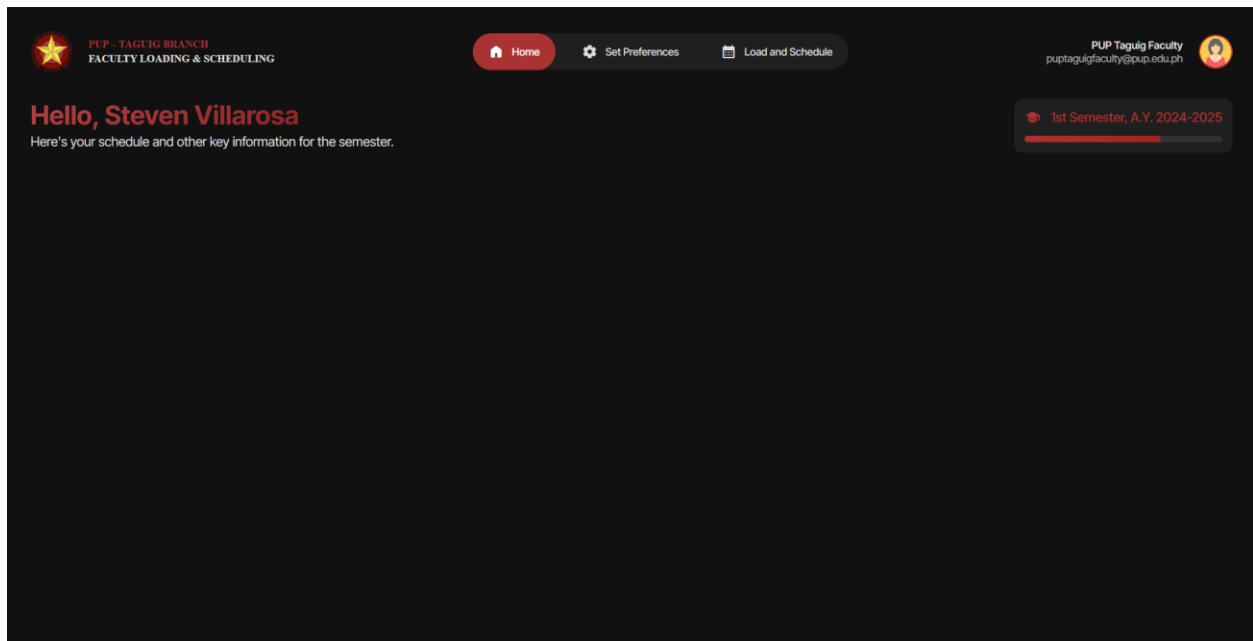 PUP – TAGUIG BRANCH
FACULTY LOADING & SCHEDULING
Home
Set Preferences
Load and Schedule
PUP Taguig Faculty
puptaguigfaculty@pup.edu.ph
Hello, Steven Villarosa
Here's your schedule and other key information for the semester.
1st Semester, A.Y. 2024-2025